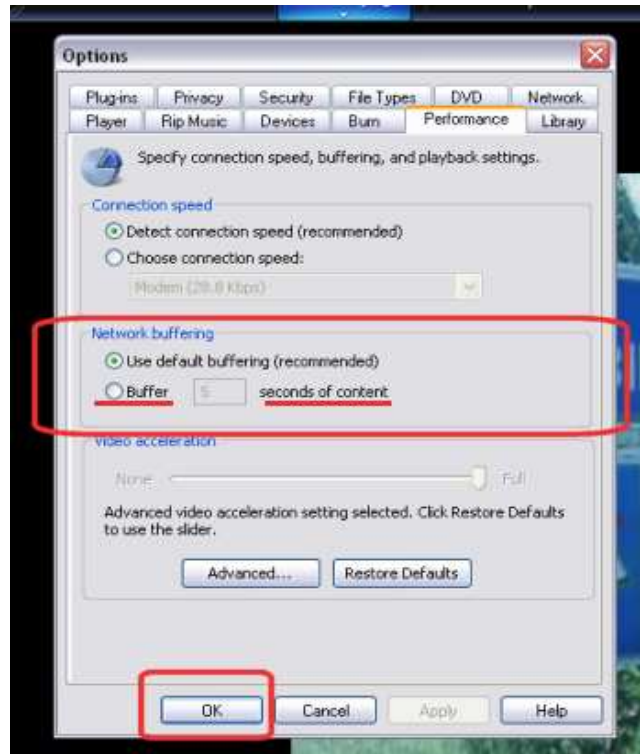 Options
Plug-ins Privacy Security File Types DVD Network
Player Rip Music Devices Burn Performance Library
Specify connection speed, buffering, and playback settings.
Connection speed
Detect connection speed (recommended)
Choose connection speed:
Modem (28.8 Kbps)
Network buffering
Use default buffering (recommended)
Buffer 5 seconds of content
Video acceleration
None Full
Advanced video acceleration setting selected. Click Restore Defaults
to use the slider.
Advanced... Restore Defaults
OK Cancel Apply Help